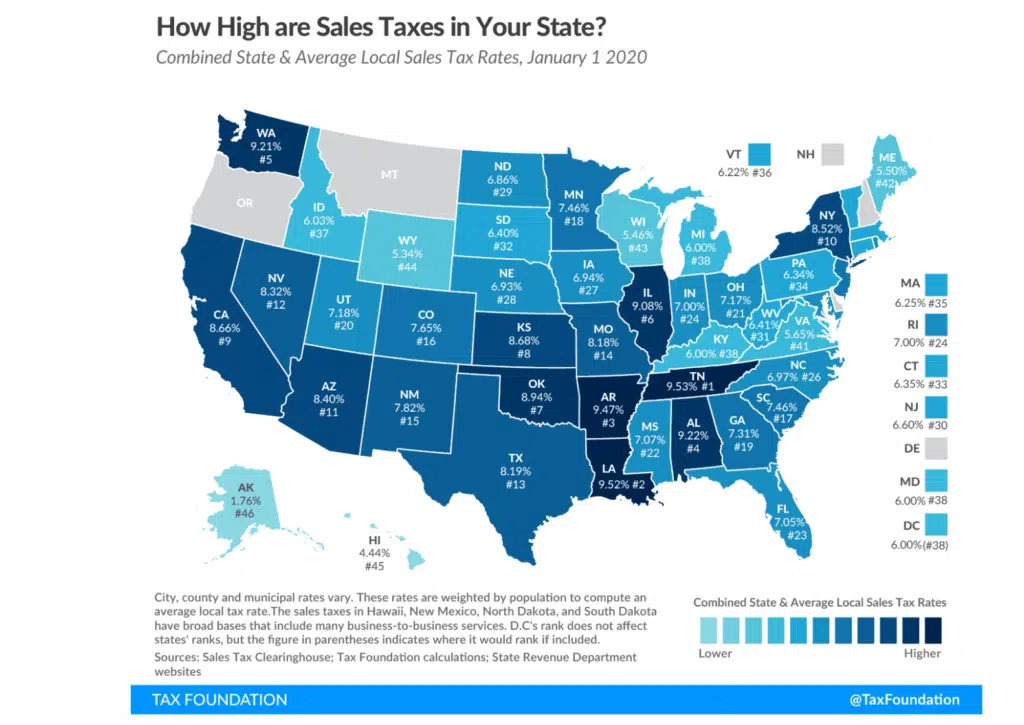 How High are Sales Taxes in Your State?
Combined State & Average Local Sales Tax Rates, January 1 2020
WA
9.21%
#5
OR
MT
ID
6.03%
#37
WY
5.34%
#44
NV
8.32%
#12
CA
8.66%
#9
UT
7.18%
#20
CO
7.65%
#16
AZ
8.40%
#11
NM
7.82%
#15
ND
6.86%
#29
SD
6.40%
#32
NE
6.93%
#28
KS
8.68%
#8
OK
8.94%
#7
TX
8.19%
#13
MN
7.46%
#18
IA
6.94%
#27
MO
8.18%
#14
AR
9.47%
#3
LA
9.52% #2
WI
5.46%
#43
IL
9.08%
#6
MI
6.00%
#38
IN
7.00%
#24
OH
7.17%
#21
KY
6.00% #38
TN
9.53% #1
MS
7.07%
#22
AL
9.22%
#4
GA
7.31%
#19
FL
7.05%
#23
SC
7.46%
#17
NC
6.97% #26
VA
5.65%
#41
WV
6.41%
#31
PA
6.34%
#34
NY
8.52%
#10
ME
5.50%
#42
VT
6.22% #36
NH
MA
6.25% #35
RI
7.00% #24
CT
6.35% #33
NJ
6.60% #30
DE
MD
6.00% #38
DC
6.00%(#38)
AK
1.76%
#46
HI
4.44%
#45
City, county and municipal rates vary. These rates are weighted by population to compute an
average local tax rate.The sales taxes in Hawaii, New Mexico, North Dakota, and South Dakota
have broad bases that include many business-to-business services. D.C's rank does not affect
states' ranks, but the figure in parentheses indicates where it would rank if included.
Sources: Sales Tax Clearinghouse; Tax Foundation calculations; State Revenue Department
websites
Combined State & Average Local Sales Tax Rates
Lower
Higher
TAX FOUNDATION
@TaxFoundation